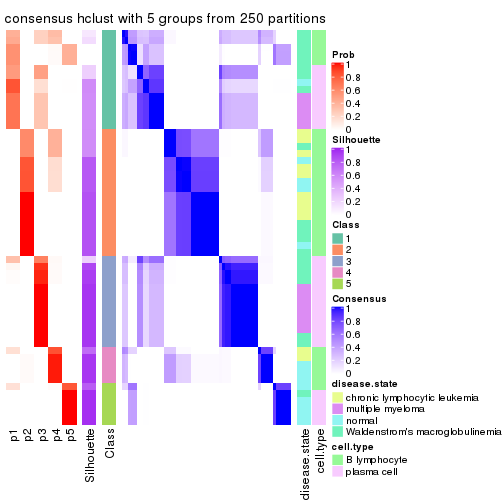 consensus hclust with 5 groups from 250 partitions
Prob
1
0.8
0.6
0.4
0.2
0
Silhouette
1
0.8
0.6
0.4
0.2
0
Class
1
2
3
4
5
Consensus
1
0.8
0.6
0.4
0.2
0
disease.state
chronic lymphocytic leukemia
multiple myeloma
normal
Waldenstrom's macroglobulinemia
cell.type
B lymphocyte
plasma cell
p1
p2
p3
p4
p5
Silhouette
Class
disease.state
cell.type